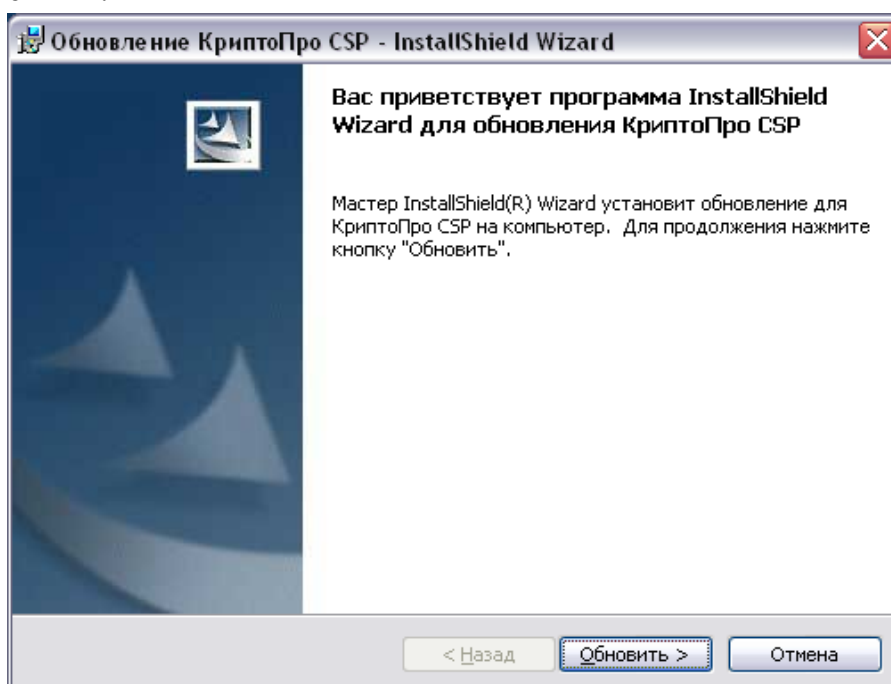 Обновление КриптоПро CSP - InstallShield Wizard
Вас приветствует программа InstallShield
Wizard для обновления КриптоПро CSP
Мастер InstallShield(R) Wizard установит обновление для
КриптоПро CSP на компьютер.  Для продолжения нажмите
кнопку "Обновить".
< Назад
Обновить >
Отмена